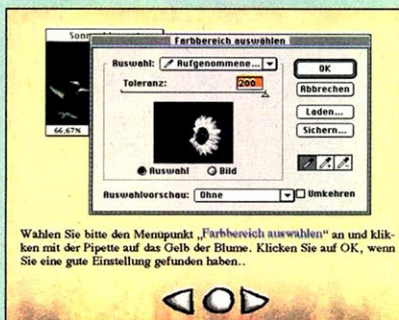 Sonn
Farbbereich auswählen
Auswahl: Aufgenommene...
Toleranz: 200
OK
Abbrechen
Laden...
Sichern...
66,67%
Auswahl Bild
Auswahlvorschau: Ohne Umkehren
Wählen Sie bitte den Menüpunkt „Farbbereich auswählen“ an und klik-
ken mit der Pipette auf das Gelb der Blume. Klicken Sie auf OK, wenn
Sie eine gute Einstellung gefunden haben..